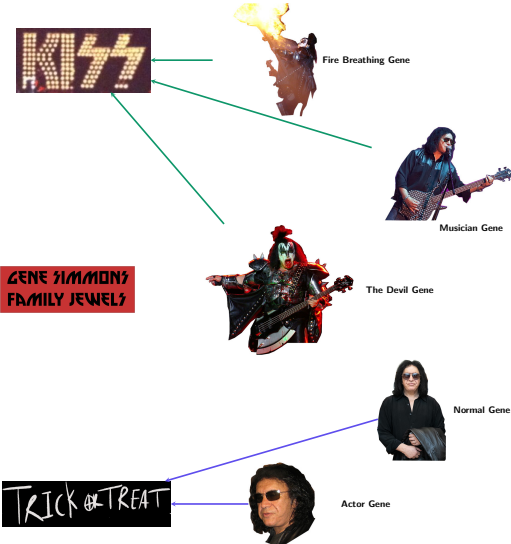 KISS
Fire Breathing Gene
Musician Gene
GENE SIMMONS
FAMILY JEWELS
The Devil Gene
Normal Gene
TRICK OR TREAT
Actor Gene